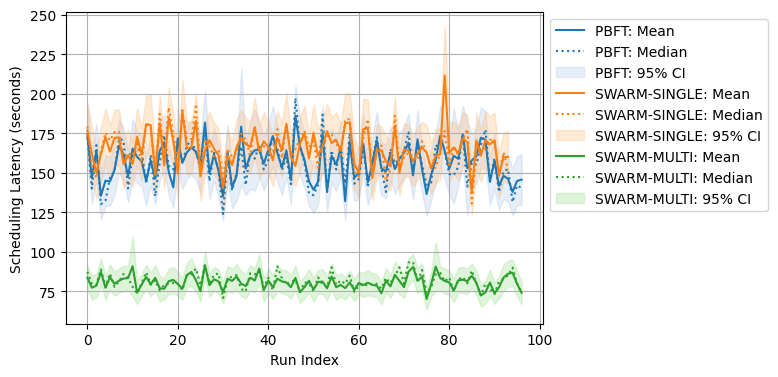 250
225
200
175
150
125
100
75
Scheduling Latency (seconds)
0
20
40
60
80
100
Run Index
PBFT: Mean
PBFT: Median
PBFT: 95% CI
SWARM-SINGLE: Mean
SWARM-SINGLE: Median
SWARM-SINGLE: 95% CI
SWARM-MULTI: Mean
SWARM-MULTI: Median
SWARM-MULTI: 95% CI